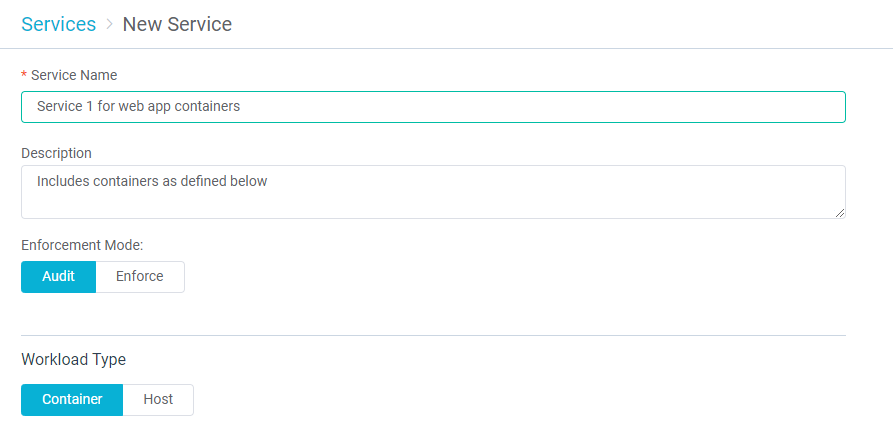 Services > New Service
* Service Name
Service 1 for web app containers
Description
Includes containers as defined below
Enforcement Mode:
Audit Enforce
Workload Type
Container Host